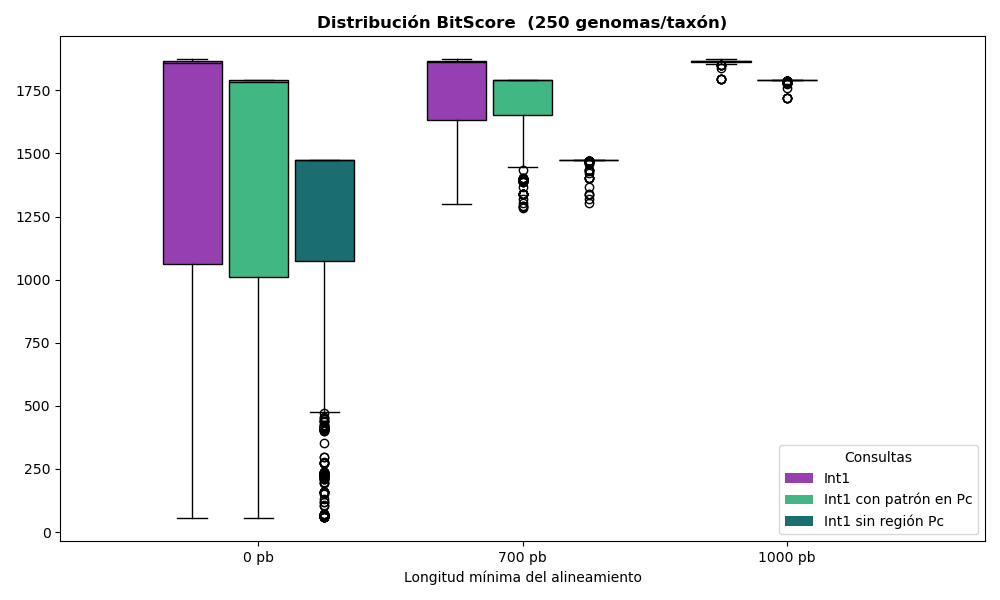 Distribución BitScore  (250 genomas/taxón)
1750
1500
1250
1000
750
500
250
0
Consultas
Int1
Int1 con patrón en Pc
Int1 sin región Pc
0 pb
700 pb
1000 pb
Longitud mínima del alineamiento